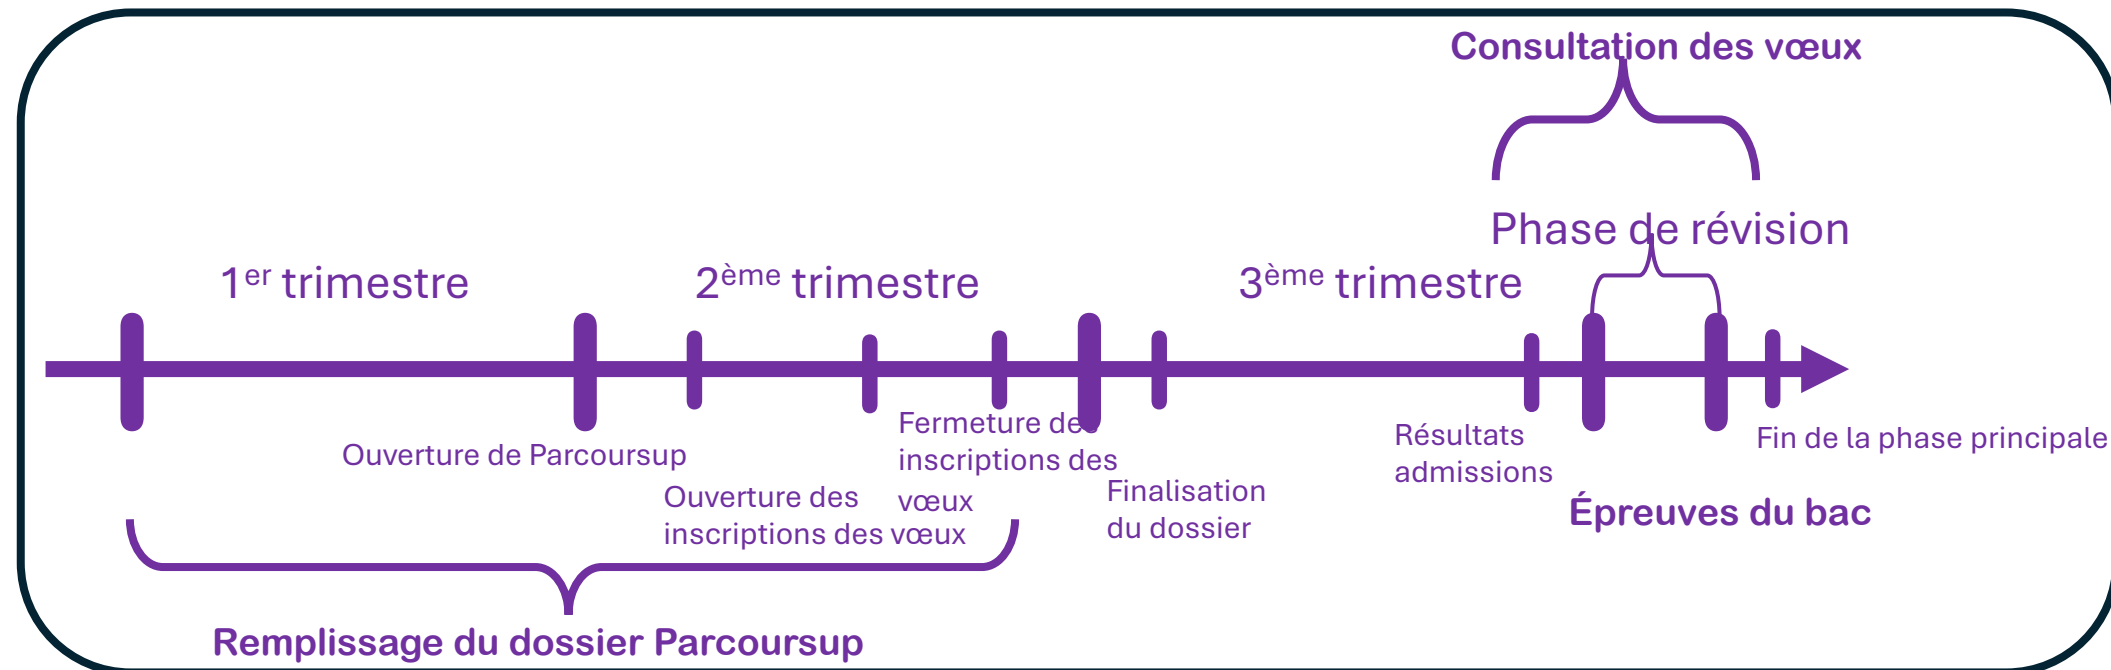 Consultation des vœux
Phase de révision
1er trimestre
2ème trimestre
3ème trimestre
Ouverture de Parcoursup
Ouverture des
inscriptions des vœux
Fermeture des
inscriptions des
vœux
Finalisation
du dossier
Résultats
admissions
Fin de la phase principale
Épreuves du bac
Remplissage du dossier Parcoursup